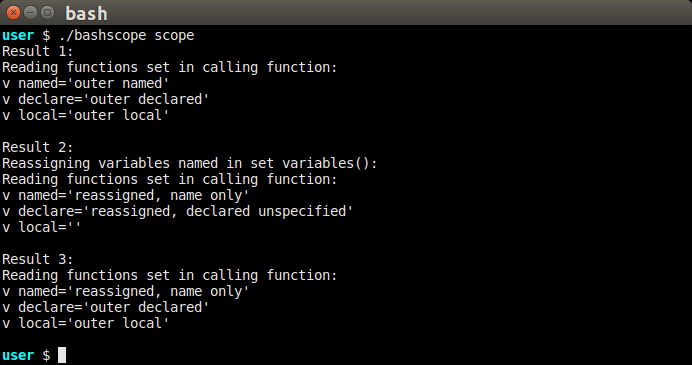 bash
user $ ./bashscope scope
Result 1:
Reading functions set in calling function:
v named='outer named'
v declare='outer declared'
v local='outer local'

Result 2:
Reassigning variables named in set variables():
Reading functions set in calling function:
v named='reassigned, name only'
v declare='reassigned, declared unspecified'
v local=''

Result 3:
Reading functions set in calling function:
v named='reassigned, name only'
v declare='outer declared'
v local='outer local'

user $